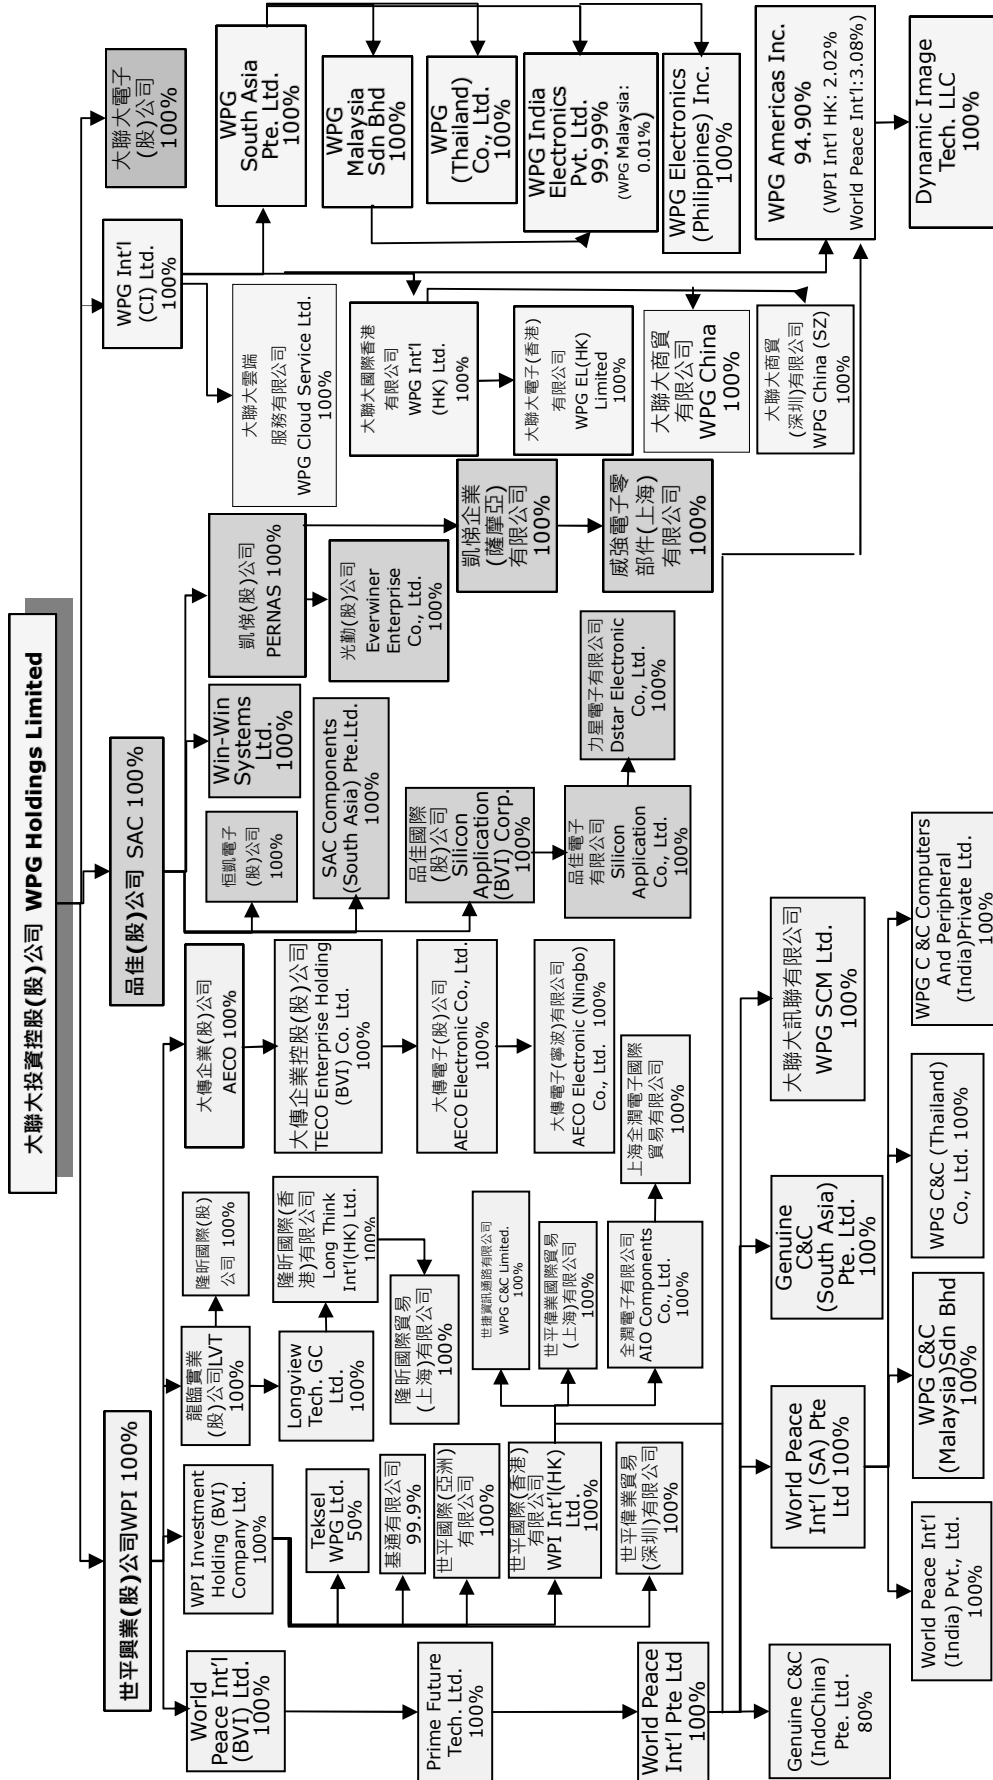 大聯大投資控股(股)公司 WPG Holdings Limited
世平興業(股)公司WPI 100%
品佳(股)公司 SAC 100%
WPG Int'l
(CI) Ltd.
100%
大聯大電子
(股)公司
100%
World
Peace Int'l
(BVI) Ltd.
100%
Prime Future
Tech. Ltd.
100%
World Peace
Int'l Pte Ltd
100%
Genuine C&C
(IndoChina)
Pte. Ltd.
80%
World Peace
Int'l (SA) Pte
Ltd 100%
Genuine
C&C
(South Asia)
Pte. Ltd.
100%
大聯大訊聯有限公司
WPG SCM Ltd.
100%
World Peace Int'l
(India) Pvt., Ltd.
100%
WPG C&C
(Malaysia)Sdn Bhd
100%
WPG C&C (Thailand)
Co., Ltd. 100%
WPG C &C Computers
And Peripheral
(India)Private Ltd.
100%
WPI Investment
Holding (BVI)
Company Ltd.
100%
Teksel
WPG Ltd.
50%
基通有限公司
99.9%
世平國際(亞洲)
有限公司
100%
世平國際(香港)
有限公司
WPI Int'l(HK)
Ltd.
100%
世平偉業貿易
(深圳)有限公司
100%
世捷資訊通路有限公司
WPG C&C Limited.
100%
世平偉業國際貿易
(上海)有限公司
100%
全潤電子有限公司
AIO Components
Co., Ltd.
100%
上海全潤電子國際
貿易有限公司
100%
龍臨實業
(股)公司LVT
100%
隆昕國際(股)
公司 100%
Longview
Tech. GC
Ltd.
100%
隆昕國際(香
港)有限公司
Long Think
Int'l(HK) Ltd.
100%
隆昕國際貿易
(上海)有限公司
100%
大傳企業(股)公司
AECO 100%
大傳企業控股(股)公司
TECO Enterprise Holding
(BVI) Co. Ltd.
100%
大傳電子(股)公司
AECO Electronic Co., Ltd.
100%
大傳電子(寧波)有限公司
AECO Electronic (Ningbo)
Co., Ltd. 100%
恒凱電子
(股)公司
100%
Win-Win
Systems
Ltd.
100%
凱悌(股)公司
PERNAS 100%
SAC Components
(South Asia) Pte.Ltd.
100%
光勤(股)公司
Everwiner
Enterprise
Co., Ltd.
100%
品佳國際
(股)公司
Silicon
Application
(BVI) Corp.
100%
凱悌企業
(薩摩亞)
有限公司
100%
品佳電子
有限公司
Silicon
Application
Co., Ltd.
100%
力星電子有限公司
Dstar Electronic
Co., Ltd.
100%
威強電子零
部件(上海)
有限公司
100%
大聯大雲端
服務有限公司
WPG Cloud Service Ltd.
100%
大聯大國際香港
有限公司
WPG Int'l
(HK) Ltd.
100%
大聯大電子(香港)
有限公司
WPG EL(HK)
Limited
100%
大聯大商貿
有限公司
WPG China
100%
大聯大商貿
(深圳)有限公司
WPG China (SZ)
100%
WPG
South Asia
Pte. Ltd.
100%
WPG
Malaysia
Sdn Bhd
100%
WPG
(Thailand)
Co., Ltd.
100%
WPG India
Electronics
Pvt. Ltd.
99.99%
(WPG Malaysia:
0.01%)
WPG Electronics
(Philippines) Inc.
100%
WPG Americas Inc.
94.90%
(WPI Int'l HK: 2.02%
World Peace Int'l:3.08%)
Dynamic Image
Tech. LLC
100%